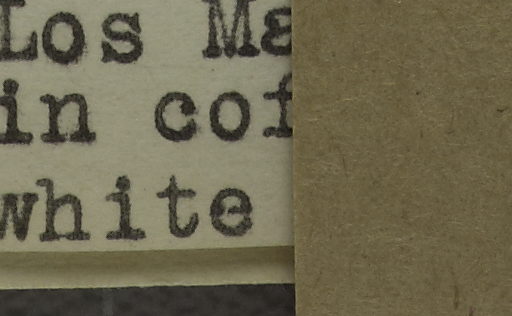 Los Ma
in cof
white